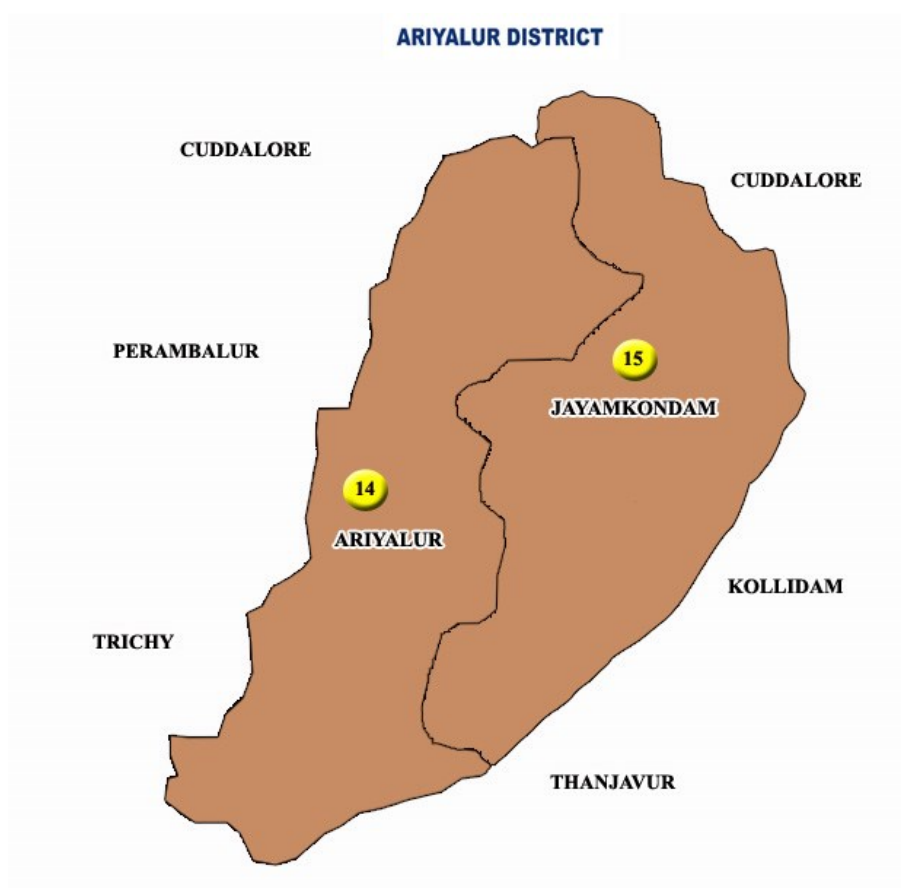 ARIYALUR DISTRICT
CUDDALORE
CUDDALORE
PERAMBALUR
15
JAYAMKONDAM
14
ARIYALUR
KOLLIDAM
TRICHY
THANJAVUR